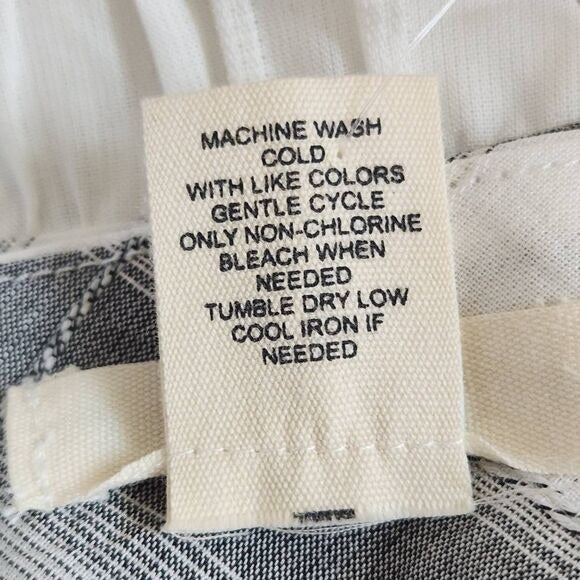 MACHINE WASH
COLD
WITH LIKE COLORS
GENTLE CYCLE
ONLY NON-CHLORINE
BLEACH WHEN
NEEDED
TUMBLE DRY LOW
COOL IRON IF
NEEDED